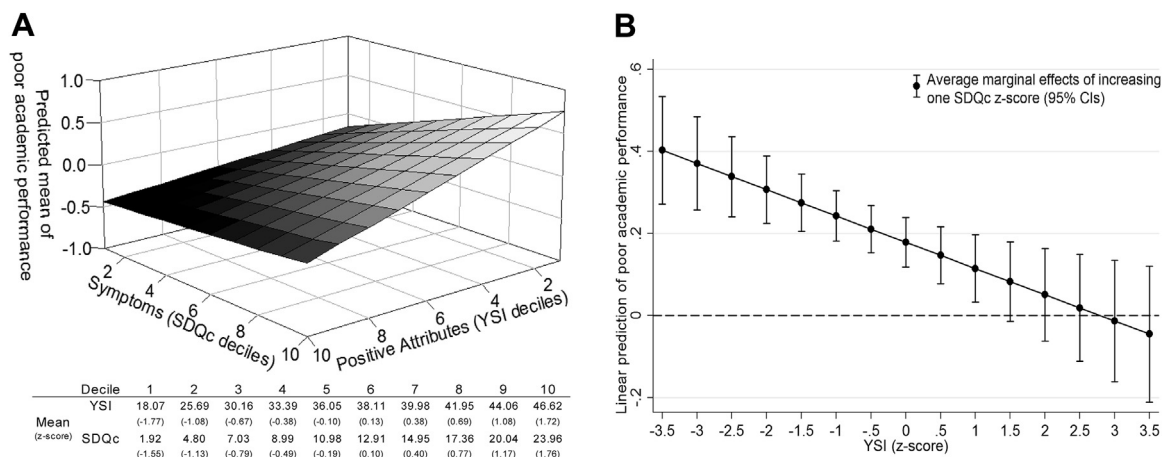 A
Predicted mean of
poor academic performance
1.0
0.5
0.0
-0.5
-1.0
2
4
6
8
10
Symptoms (SDQc deciles)
10
8
6
4
2
Positive Attributes (YSI deciles)
Decile 1 2 3 4 5 6 7 8 9 10
YSI 18.07 25.69 30.16 33.39 36.05 38.11 39.98 41.95 44.06 46.62
Mean (-1.77) (-1.08) (-0.67) (-0.38) (-0.10) (0.13) (0.38) (0.69) (1.08) (1.72)
(z-score) SDQc 1.92 4.80 7.03 8.99 10.98 12.91 14.95 17.36 20.04 23.96
(-1.55) (-1.13) (-0.79) (-0.49) (-0.19) (0.10) (0.40) (0.77) (1.17) (1.76)
B
Linear prediction of poor academic performance
.6
.4
.2
0
-.2
Average marginal effects of increasing
one SDQc z-score (95% CIs)
-3.5 -3 -2.5 -2 -1.5 -1 -.5 0 .5 1 1.5 2 2.5 3 3.5
YSI (z-score)